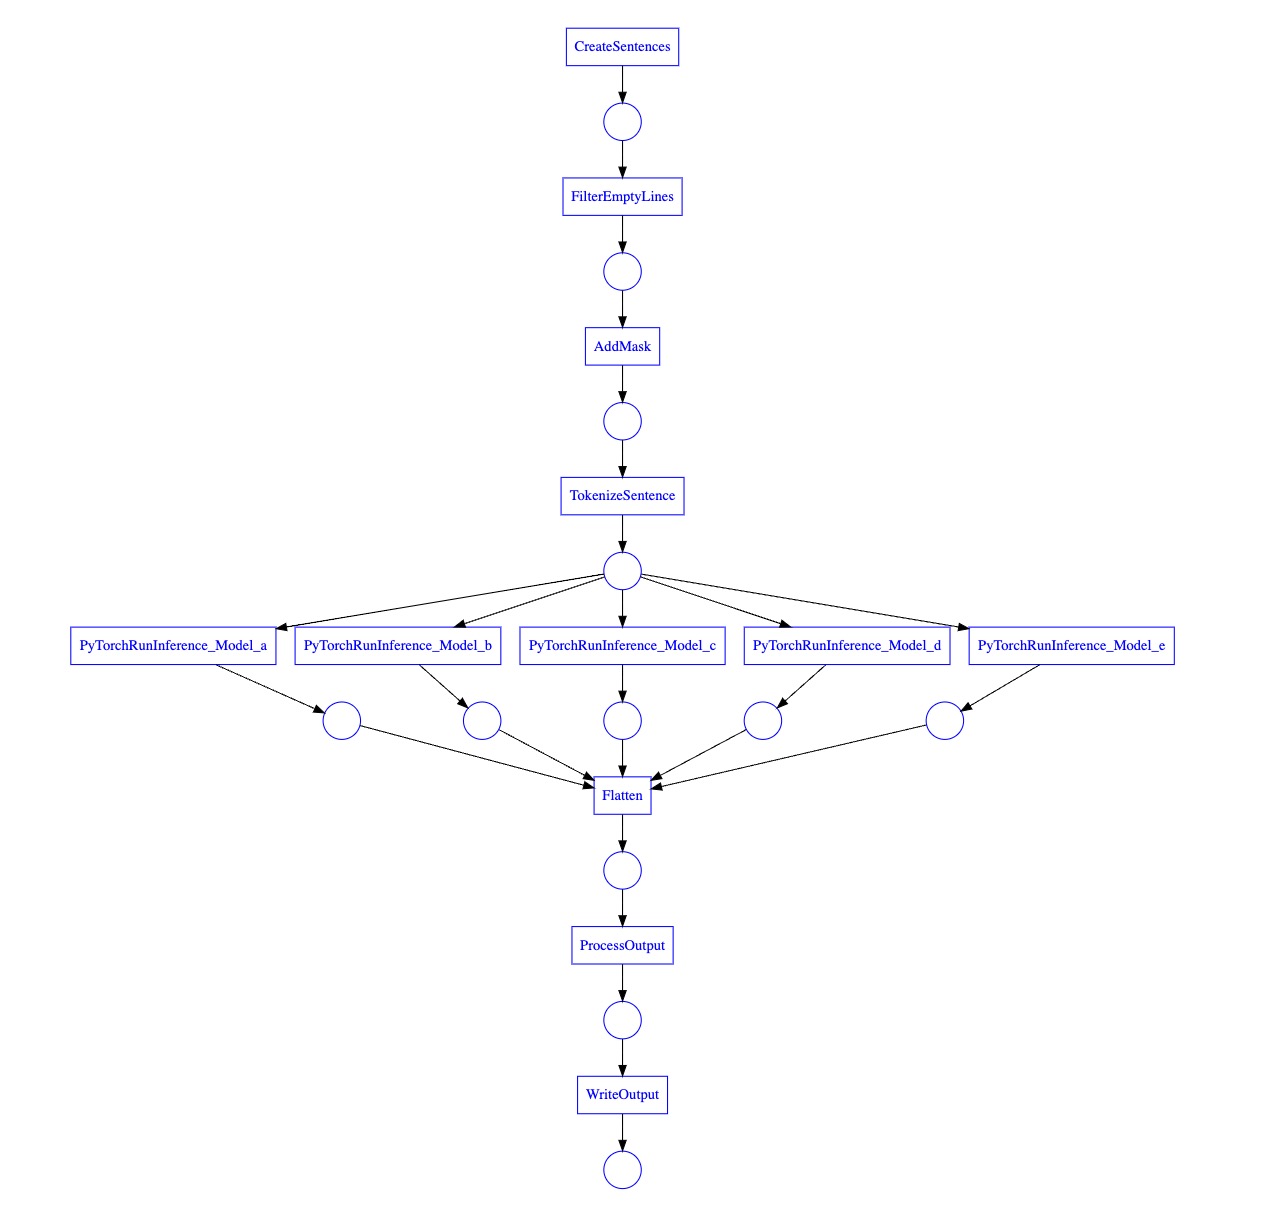 CreateSentences
FilterEmptyLines
AddMask
TokenizeSentence
PyTorchRunInference_Model_a
PyTorchRunInference_Model_b
PyTorchRunInference_Model_c
PyTorchRunInference_Model_d
PyTorchRunInference_Model_e
Flatten
ProcessOutput
WriteOutput